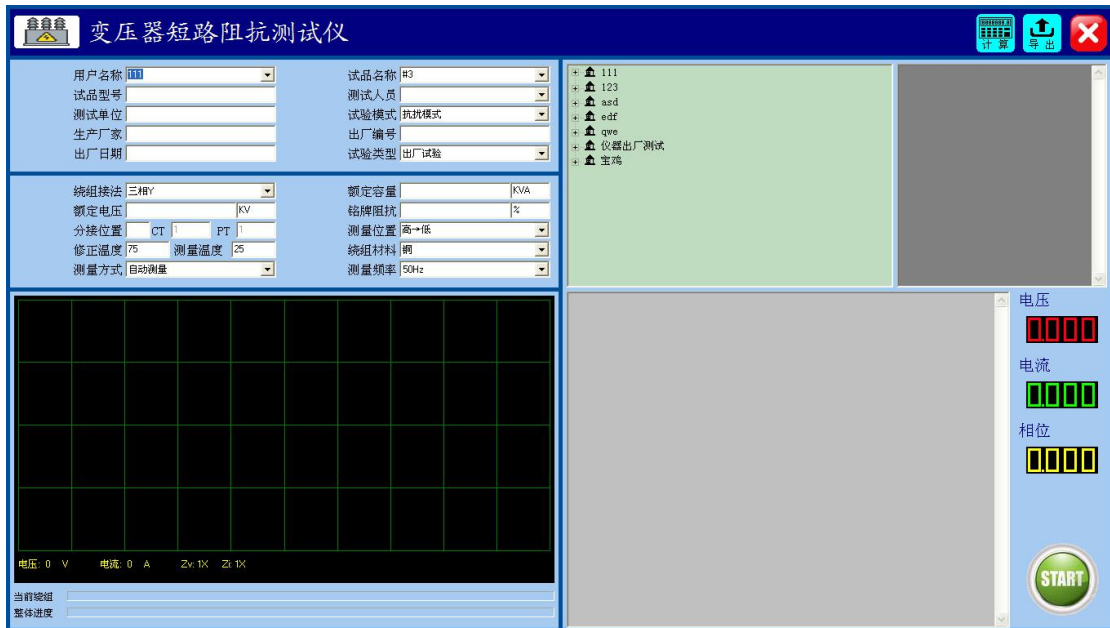 变压器短路阻抗测试仪
计算
导出
用户名称 111 试品名称 #3
试品型号 测试人员
测试单位 试验模式 抗扰模式
生产厂家 出厂编号
出厂日期 试验类型 出厂试验
绕组接法 三相Y 额定容量 KVA
额定电压 KV 铭牌阻抗 %
分接位置 CT 1 PT 1 测量位置 高→低
修正温度 75 测量温度 25 绕组材料 铜
测量方式 自动测量 测量频率 50Hz
111
123
asd
edf
qwe
仪器出厂测试
宝鸡
电压: 0 V 电流: 0 A Zv: 1X Zi: 1X
当前绕组
整体进度
电压
0.000
电流
0.000
相位
0.000
START